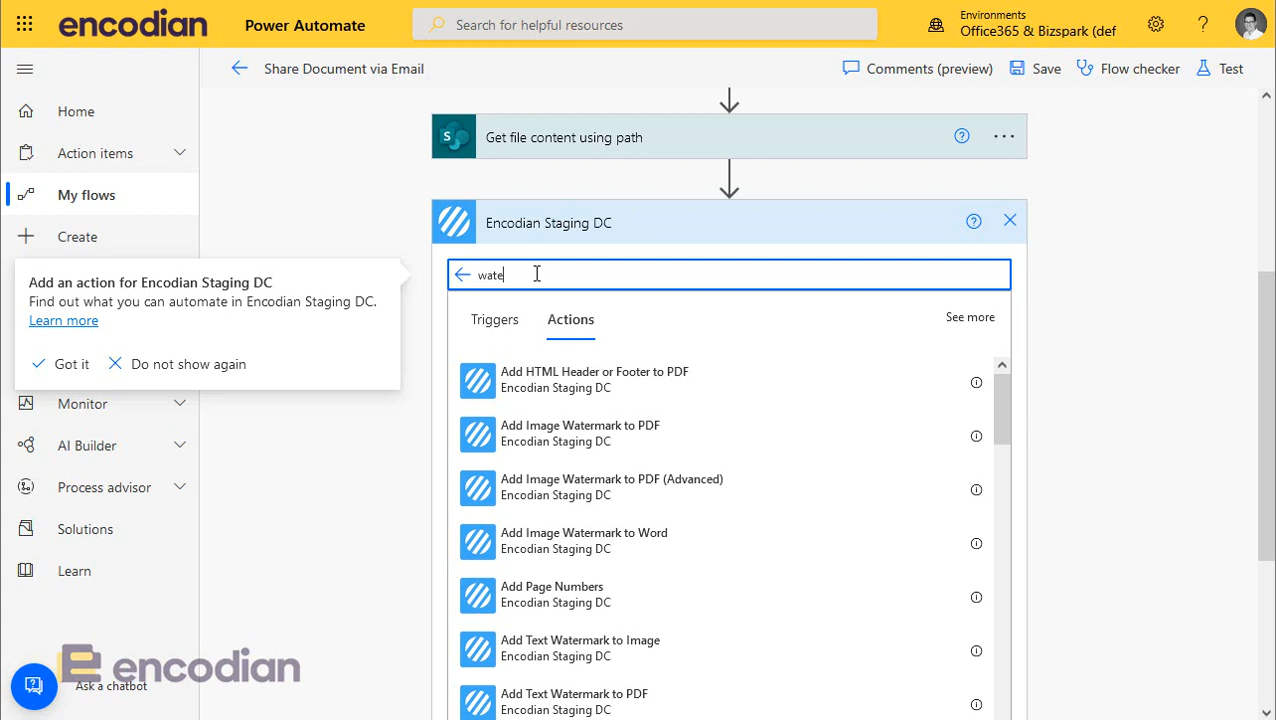 encodian
Power Automate
Search for helpful resources
Environments
Office365 & Bizspark (def
?
Share Document via Email
Comments (preview)
Save
Flow checker
Test
Home
Action items
My flows
Create
Add an action for Encodian Staging DC
Find out what you can automate in Encodian Staging DC.
Learn more
Got it
Do not show again
Monitor
AI Builder
Process advisor
Solutions
Learn
encodian
Ask a chatbot
S
Get file content using path
?
...
Encodian Staging DC
?
wate
Triggers
Actions
See more
Add HTML Header or Footer to PDF
Encodian Staging DC
Add Image Watermark to PDF
Encodian Staging DC
Add Image Watermark to PDF (Advanced)
Encodian Staging DC
Add Image Watermark to Word
Encodian Staging DC
Add Page Numbers
Encodian Staging DC
Add Text Watermark to Image
Encodian Staging DC
Add Text Watermark to PDF
Encodian Staging DC